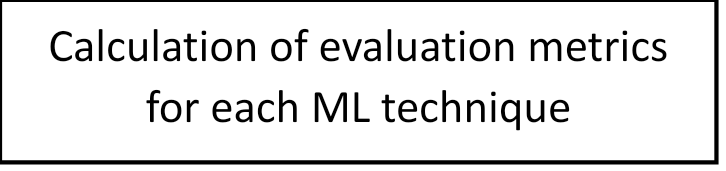 Calculation of evaluation metrics
for each ML technique